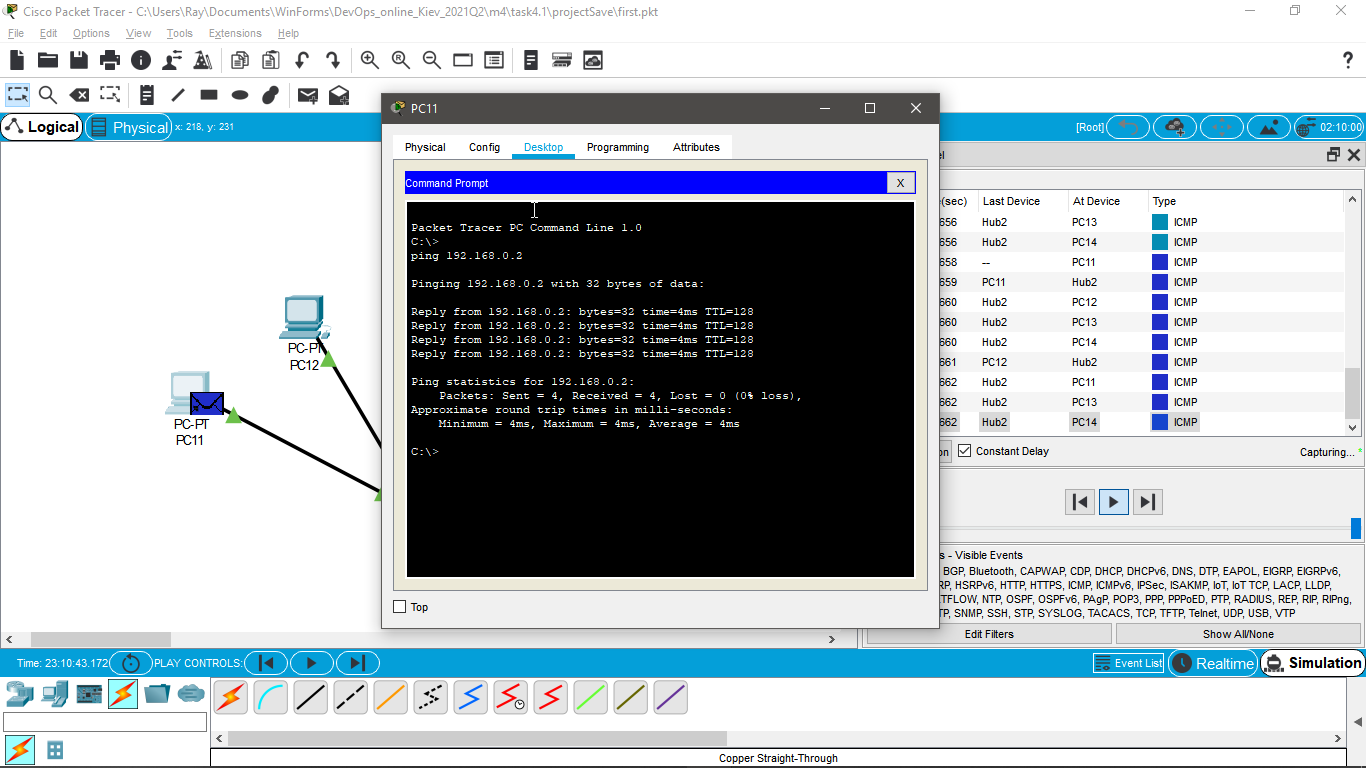 Cisco Packet Tracer - C:\Users\Ray\Documents\WinForms\DevOps_online_Kiev_2021Q2\m4\task4.1\projectSave\first.pkt
File Edit Options View Tools Extensions Help
Logical Physical x: 218, y: 231
[Root] 02:10:00
PC11
Physical Config Desktop Programming Attributes
Command Prompt X
Packet Tracer PC Command Line 1.0
C:\>
ping 192.168.0.2
Pinging 192.168.0.2 with 32 bytes of data:
Reply from 192.168.0.2: bytes=32 time=4ms TTL=128
Reply from 192.168.0.2: bytes=32 time=4ms TTL=128
Reply from 192.168.0.2: bytes=32 time=4ms TTL=128
Reply from 192.168.0.2: bytes=32 time=4ms TTL=128
Ping statistics for 192.168.0.2:
Packets: Sent = 4, Received = 4, Lost = 0 (0% loss),
Approximate round trip times in milli-seconds:
Minimum = 4ms, Maximum = 4ms, Average = 4ms
C:\>
Top
PC-PT
PC12
PC-PT
PC11
el
e(sec) Last Device At Device Type
656 Hub2 PC13 ICMP
656 Hub2 PC14 ICMP
658 -- PC11 ICMP
659 PC11 Hub2 ICMP
660 Hub2 PC12 ICMP
660 Hub2 PC13 ICMP
660 Hub2 PC14 ICMP
661 PC12 Hub2 ICMP
662 Hub2 PC11 ICMP
662 Hub2 PC13 ICMP
662 Hub2 PC14 ICMP
on Constant Delay Capturing... *
s - Visible Events
BGP, Bluetooth, CAPWAP, CDP, DHCP, DHCPv6, DNS, DTP, EAPOL, EIGRP, EIGRPv6,
RP, HSRPv6, HTTP, HTTPS, ICMP, ICMPv6, IPSec, ISAKMP, IoT, IoT TCP, LACP, LLDP,
TFLOW, NTP, OSPF, OSPFv6, PAgP, POP3, PPP, PPPoED, PTP, RADIUS, REP, RIP, RIPng,
TP, SNMP, SSH, STP, SYSLOG, TACACS, TCP, TFTP, Telnet, UDP, USB, VTP
Edit Filters Show All/None
Time: 23:10:43.172 PLAY CONTROLS: Event List Realtime Simulation
Copper Straight-Through